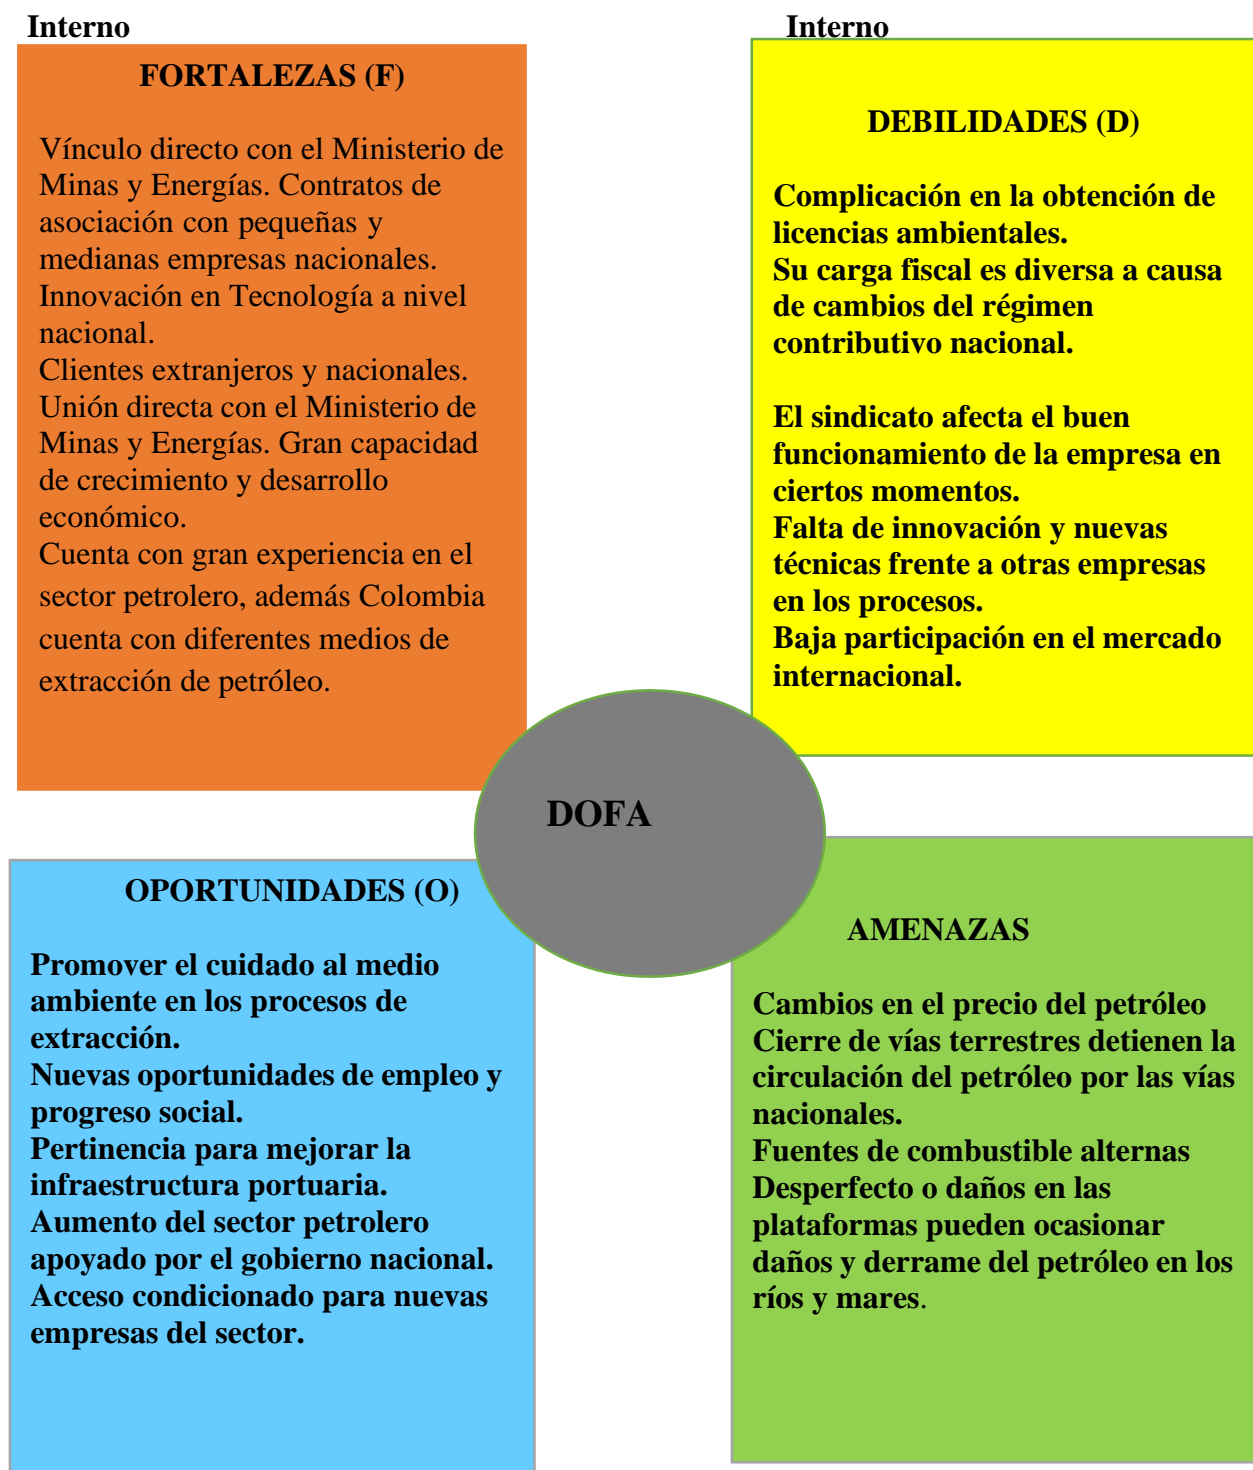 Interno
FORTALEZAS (F)
Vínculo directo con el Ministerio de
Minas y Energías. Contratos de
asociación con pequeñas y
medianas empresas nacionales.
Innovación en Tecnología a nivel
nacional.
Clientes extranjeros y nacionales.
Unión directa con el Ministerio de
Minas y Energías. Gran capacidad
de crecimiento y desarrollo
económico.
Cuenta con gran experiencia en el
sector petrolero, además Colombia
cuenta con diferentes medios de
extracción de petróleo.
Interno
DEBILIDADES (D)
Complicación en la obtención de
licencias ambientales.
Su carga fiscal es diversa a causa
de cambios del régimen
contributivo nacional.
El sindicato afecta el buen
funcionamiento de la empresa en
ciertos momentos.
Falta de innovación y nuevas
técnicas frente a otras empresas
en los procesos.
Baja participación en el mercado
internacional.
DOFA
OPORTUNIDADES (O)
Promover el cuidado al medio
ambiente en los procesos de
extracción.
Nuevas oportunidades de empleo y
progreso social.
Pertinencia para mejorar la
infraestructura portuaria.
Aumento del sector petrolero
apoyado por el gobierno nacional.
Acceso condicionado para nuevas
empresas del sector.
AMENAZAS
Cambios en el precio del petróleo
Cierre de vías terrestres detienen la
circulación del petróleo por las vías
nacionales.
Fuentes de combustible alternas
Desperfecto o daños en las
plataformas pueden ocasionar
daños y derrame del petróleo en los
ríos y mares.